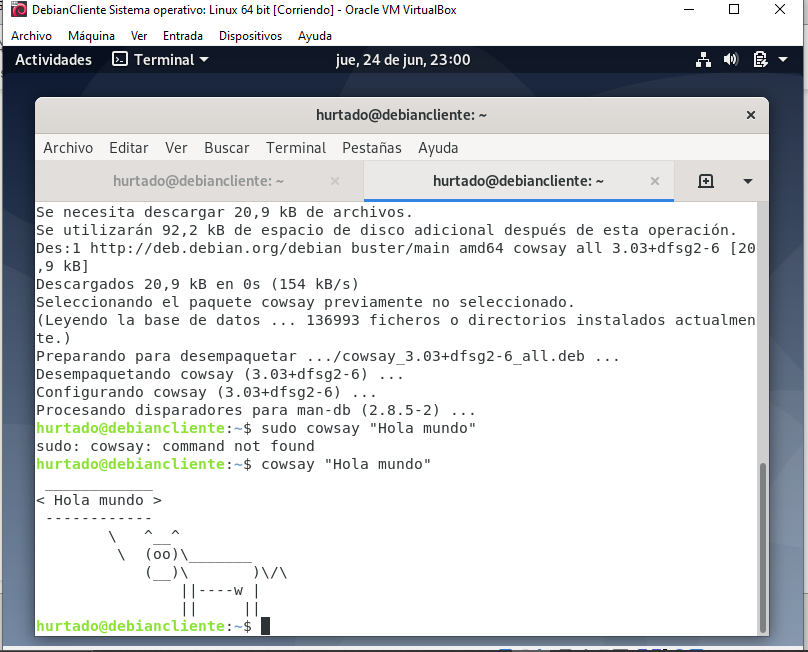 DebianCliente Sistema operativo: Linux 64 bit [Corriendo] - Oracle VM VirtualBox
Archivo Máquina Ver Entrada Dispositivos Ayuda
Actividades Terminal jue, 24 de jun, 23:00
hurtado@debiancliente: ~
Archivo Editar Ver Buscar Terminal Pestañas Ayuda
hurtado@debiancliente: ~ hurtado@debiancliente: ~
Se necesita descargar 20,9 kB de archivos.
Se utilizarán 92,2 kB de espacio de disco adicional después de esta operación.
Des:1 http://deb.debian.org/debian buster/main amd64 cowsay all 3.03+dfsg2-6 [20
,9 kB]
Descargados 20,9 kB en 0s (154 kB/s)
Seleccionando el paquete cowsay previamente no seleccionado.
(Leyendo la base de datos ... 136993 ficheros o directorios instalados actualmen
te.)
Preparando para desempaquetar .../cowsay_3.03+dfsg2-6_all.deb ...
Desempaquetando cowsay (3.03+dfsg2-6) ...
Configurando cowsay (3.03+dfsg2-6) ...
Procesando disparadores para man-db (2.8.5-2) ...
hurtado@debiancliente:~$ sudo cowsay "Hola mundo"
sudo: cowsay: command not found
hurtado@debiancliente:~$ cowsay "Hola mundo"
 ____________
< Hola mundo >
 ------------
        \   ^__^
         \  (oo)\_______
            (__)\       )\/\
                ||----w |
                ||     ||
hurtado@debiancliente:~$